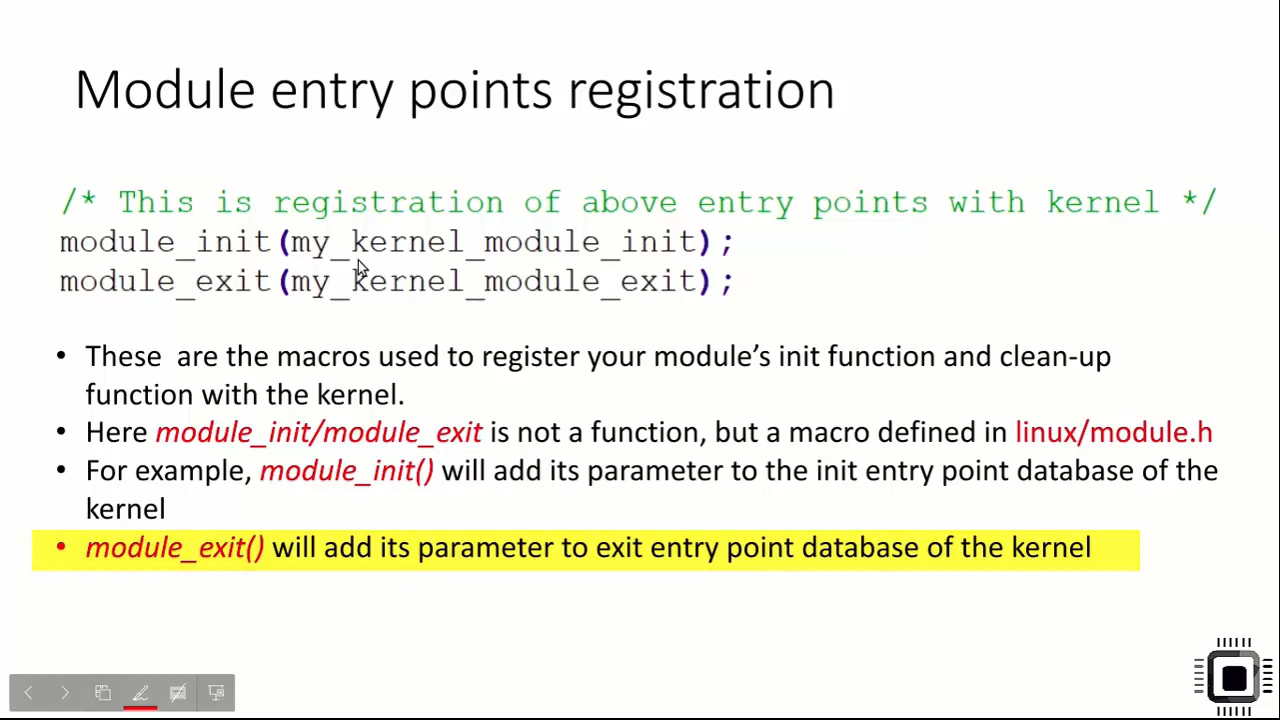 Module entry points registration
/* This is registration of above entry points with kernel */
module_init(my_kernel_module_init);
module_exit(my_kernel_module_exit);
• These  are the macros used to register your module’s init function and clean-up
function with the kernel.
• Here module_init/module_exit is not a function, but a macro defined in linux/module.h
• For example, module_init() will add its parameter to the init entry point database of the
kernel
• module_exit() will add its parameter to exit entry point database of the kernel